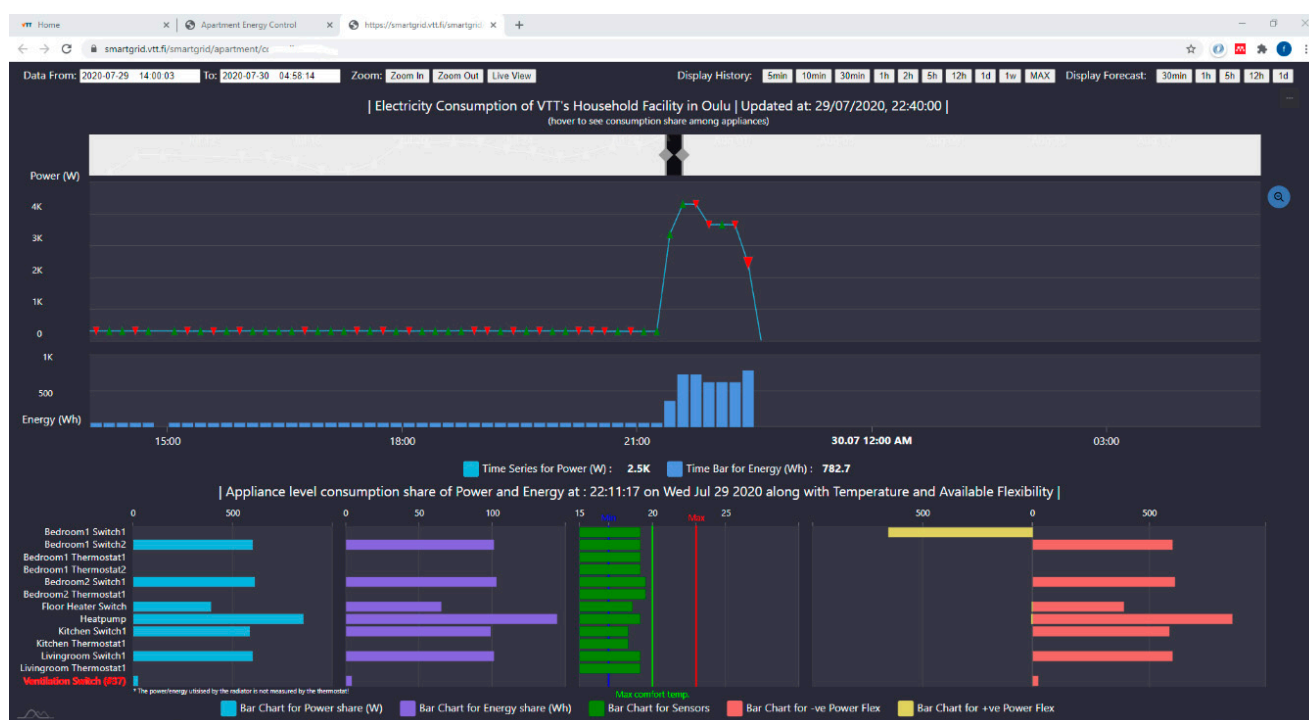 vTT Home × Apartment Energy Control × https://smartgrid.vtt.fi/smartgrid × +
smartgrid.vtt.fi/smartgrid/apartment/c
Data From: 2020-07-29 14:00:03 To: 2020-07-30 04:58:14 Zoom: Zoom In Zoom Out Live View Display History: 5min 10min 30min 1h 2h 5h 12h 1d 1w MAX Display Forecast: 30min 1h 5h 12h 1d
| Electricity Consumption of VTT's Household Facility in Oulu | Updated at: 29/07/2020, 22:40:00 |
(hover to see consumption share among appliances)
Power (W)
4K
3K
2K
1K
0
1K
500
Energy (Wh)
15:00 18:00 21:00 30.07 12:00 AM 03:00
Time Series for Power (W) : 2.5K Time Bar for Energy (Wh) : 782.7
| Appliance level consumption share of Power and Energy at : 22:11:17 on Wed Jul 29 2020 along with Temperature and Available Flexibility |
0 500 0 50 100 15 20 25 500 0 500
Max
Bedroom1 Switch1
Bedroom1 Switch2
Bedroom1 Thermostat1
Bedroom1 Thermostat2
Bedroom2 Switch1
Bedroom2 Thermostat1
Floor Heater Switch
Heatpump
Kitchen Switch1
Kitchen Thermostat1
Livingroom Switch1
Livingroom Thermostat1
Ventilation Switch (#37)
* The power/energy utisised by the radiator is not measured by the thermostat!
Max comfort temp.
Bar Chart for Power share (W) Bar Chart for Energy share (Wh) Bar Chart for Sensors Bar Chart for -ve Power Flex Bar Chart for +ve Power Flex